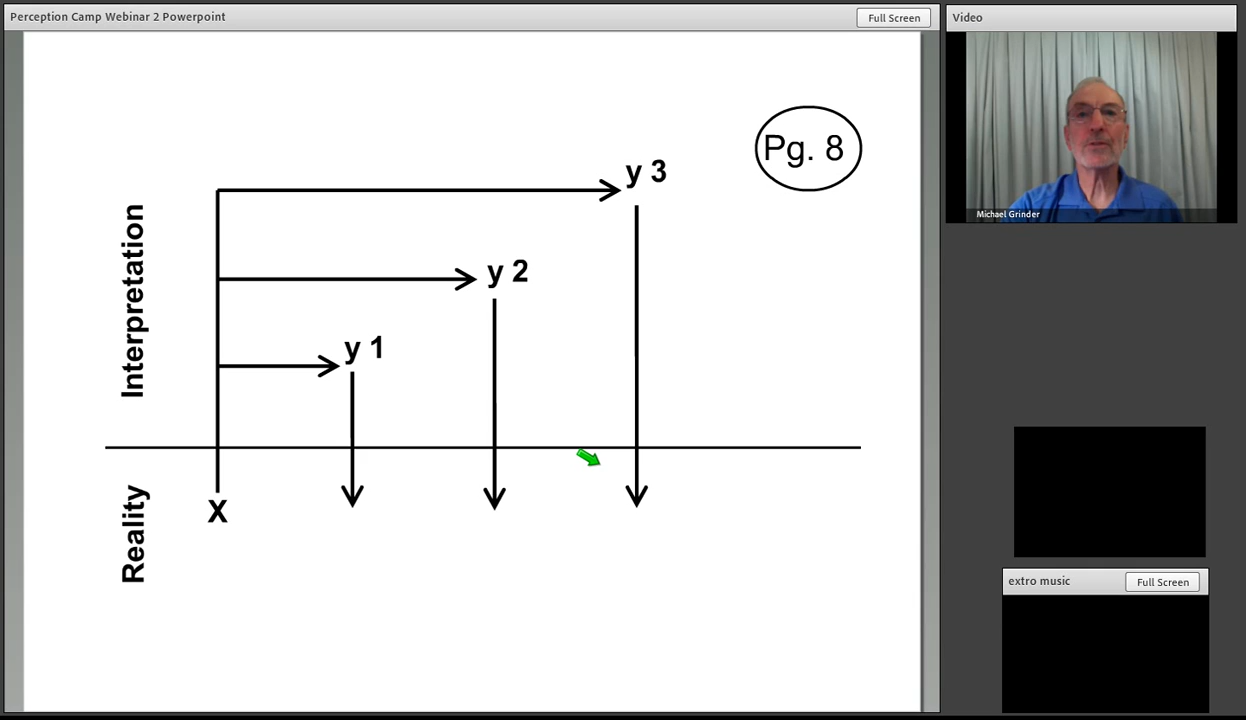 Perception Camp Webinar 2 Powerpoint
Full Screen
Video
Michael Grinder
Pg. 8
y 3
y 2
y 1
Interpretation
Reality
X
extro music
Full Screen